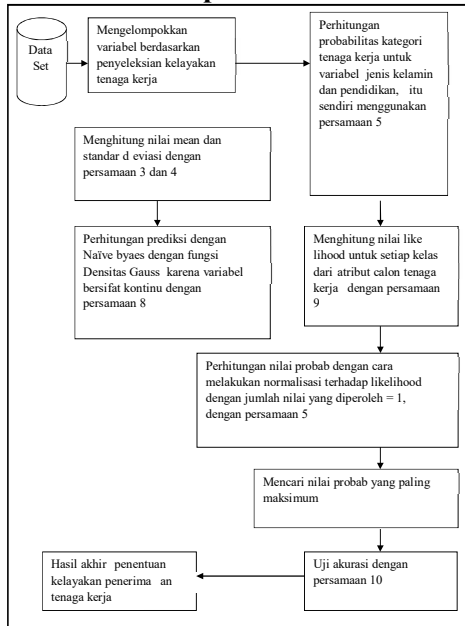 Data
Set
Mengelompokkan
variabel berdasarkan
penyeleksian kelayakan
tenaga kerja
Perhitungan
probabilitas kategori
tenaga kerja untuk
variabel jenis kelamin
dan pendidikan, itu
sendiri menggunakan
persamaan 5
Menghitung nilai mean dan
standar d eviasi dengan
persamaan 3 dan 4
Perhitungan prediksi dengan
Naïve byaes dengan fungsi
Densitas Gauss karena variabel
bersifat kontinu dengan
persamaan 8
Menghitung nilai like
lihood untuk setiap kelas
dari atribut calon tenaga
kerja dengan persamaan
9
Perhitungan nilai probab dengan cara
melakukan normalisasi terhadap likelihood
dengan jumlah nilai yang diperoleh = 1,
dengan persamaan 5
Mencari nilai probab yang paling
maksimum
Hasil akhir penentuan
kelayakan penerima an
tenaga kerja
Uji akurasi dengan
persamaan 10